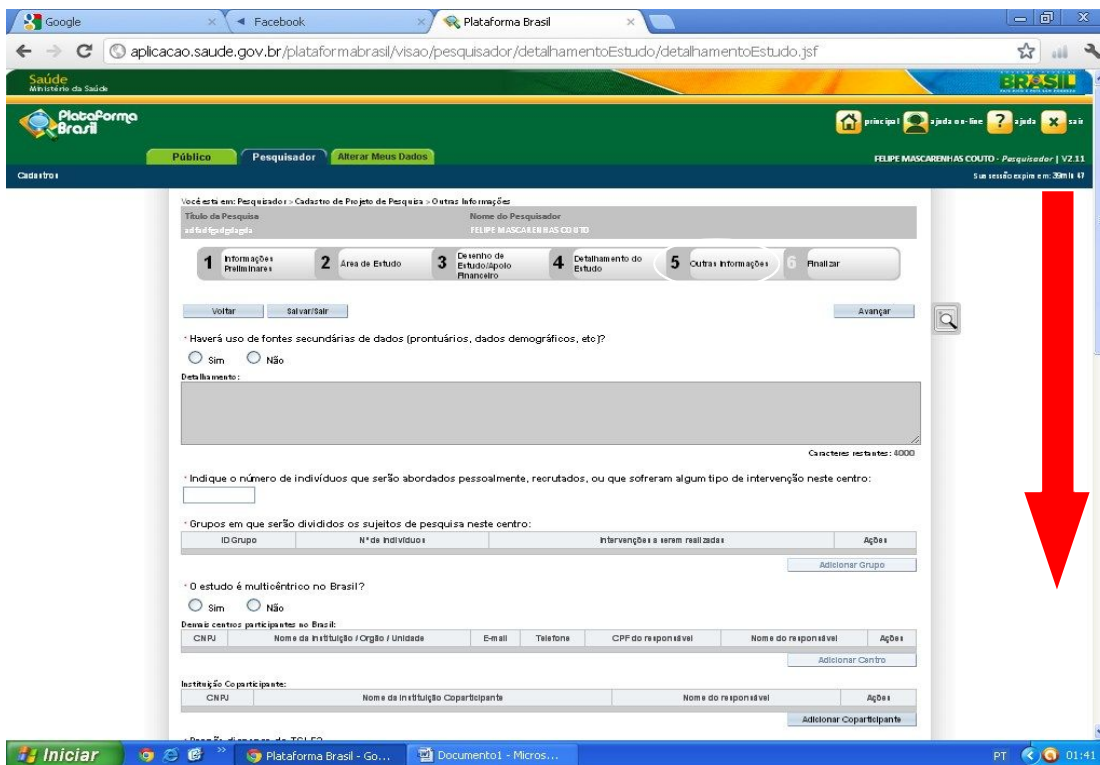 Google
Facebook
Plataforma Brasil
aplicacao.saude.gov.br/plataformabrasil/visao/pesquisador/detalhamentoEstudo/detalhamentoEstudo.jsf
Saúde
Ministério da Saúde
BRASIL
Plataforma
Brasil
principal
ajuda on-line
ajuda
sair
Público
Pesquisador
Alterar Meus Dados
FELIPE MASCARENHAS COUTO - Pesquisador | V2.11
Cadastros
Sua sessão expira em: 39min 47
Você está em: Pesquisador > Cadastro de Projeto de Pesquisa > Outras Informações
Título da Pesquisa Nome do Pesquisador
FELIPE MASCARENHAS COUTO
1 Informações Preliminares
2 Área de Estudo
3 Desenho de Estudo/Apoio Financeiro
4 Detalhamento do Estudo
5 Outras Informações
6 Finalizar
Voltar Salvar/Sair Avançar
* Haverá uso de fontes secundárias de dados (prontuários, dados demográficos, etc)?
Sim Não
Detalhamento:
Caracteres restantes: 4000
* Indique o número de indivíduos que serão abordados pessoalmente, recrutados, ou que sofreram algum tipo de intervenção neste centro:
* Grupos em que serão divididos os sujeitos de pesquisa neste centro:
ID Grupo N° de Indivíduos Intervenções a serem realizadas Ações
Adicionar Grupo
* O estudo é multicêntrico no Brasil?
Sim Não
Demais centros participantes no Brasil:
CNPJ Nome da Instituição / Orgão / Unidade E-mail Telefone CPF do responsável Nome do responsável Ações
Adicionar Centro
Instituição Coparticipante:
CNPJ Nome da Instituição Coparticipante Nome do responsável Ações
Adicionar Coparticipante
Iniciar
Plataforma Brasil - Go...
Documento1 - Micros...
PT
01:41